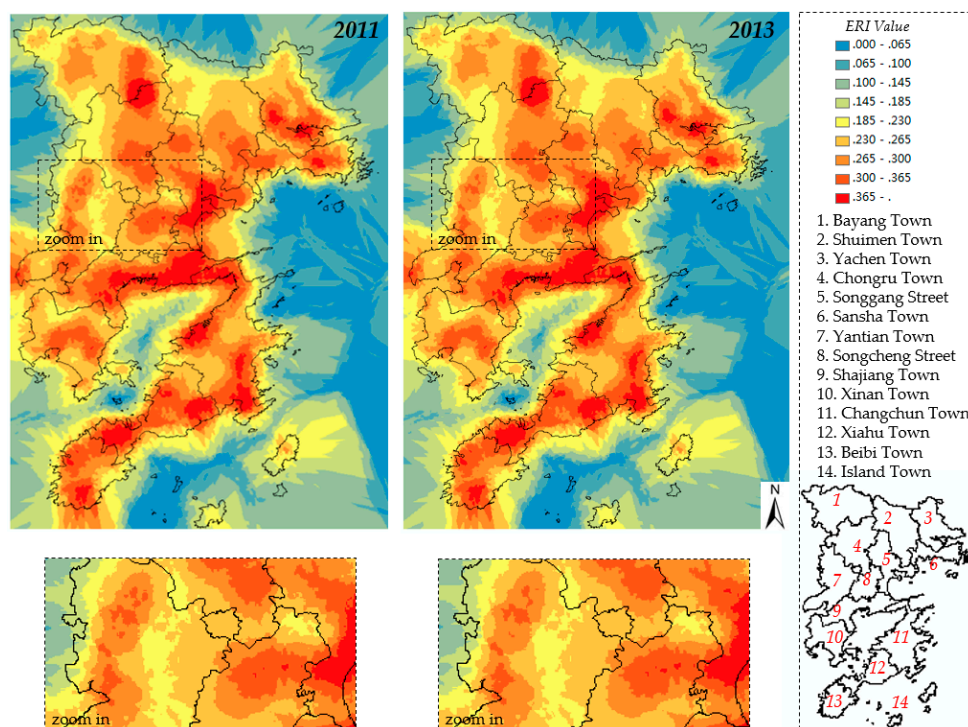 2011
2013
zoom in
zoom in
N
zoom in
zoom in
ERI Value
.000 - .065
.065 - .100
.100 - .145
.145 - .185
.185 - .230
.230 - .265
.265 - .300
.300 - .365
.365 - .
1. Bayang Town
2. Shuimen Town
3. Yachen Town
4. Chongru Town
5. Songgang Street
6. Sansha Town
7. Yantian Town
8. Songcheng Street
9. Shajiang Town
10. Xinan Town
11. Changchun Town
12. Xiahu Town
13. Beibi Town
14. Island Town
1
2
3
4
5
6
7
8
9
10
11
12
13
14